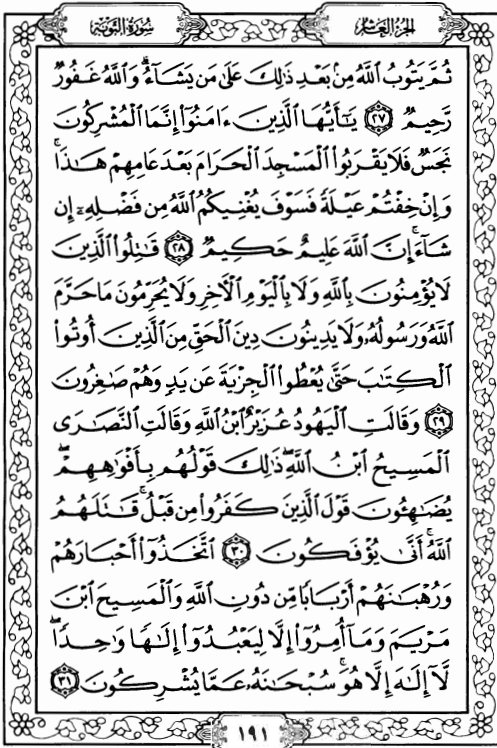 سُورَةُ التَّوْبَةِ
الجُزْءُ العَاشِرُ
ثُمَّ يَتُوبُ ٱللَّهُ مِنۢ بَعْدِ ذَٰلِكَ عَلَىٰ مَن يَشَآءُ ۗ وَٱللَّهُ غَفُورٌ
رَّحِيمٌ ﴿٢٧﴾ يَٰٓأَيُّهَا ٱلَّذِينَ ءَامَنُوٓا۟ إِنَّمَا ٱلْمُشْرِكُونَ
نَجَسٌ فَلَا يَقْرَبُوا۟ ٱلْمَسْجِدَ ٱلْحَرَامَ بَعْدَ عَامِهِمْ هَٰذَا ۚ
وَإِنْ خِفْتُمْ عَيْلَةً فَسَوْفَ يُغْنِيكُمُ ٱللَّهُ مِن فَضْلِهِۦٓ إِن
شَآءَ ۚ إِنَّ ٱللَّهَ عَلِيمٌ حَكِيمٌ ﴿٢٨﴾ قَٰتِلُوا۟ ٱلَّذِينَ
لَا يُؤْمِنُونَ بِٱللَّهِ وَلَا بِٱلْيَوْمِ ٱلْءَاخِرِ وَلَا يُحَرِّمُونَ مَا حَرَّمَ
ٱللَّهُ وَرَسُولُهُۥ وَلَا يَدِينُونَ دِينَ ٱلْحَقِّ مِنَ ٱلَّذِينَ أُوتُوا۟
ٱلْكِتَٰبَ حَتَّىٰ يُعْطُوا۟ ٱلْجِزْيَةَ عَن يَدٍ وَهُمْ صَٰغِرُونَ
﴿٢٩﴾ وَقَالَتِ ٱلْيَهُودُ عُزَيْرٌ ٱبْنُ ٱللَّهِ وَقَالَتِ ٱلنَّصَٰرَى
ٱلْمَسِيحُ ٱبْنُ ٱللَّهِ ۖ ذَٰلِكَ قَوْلُهُم بِأَفْوَٰهِهِمْ ۖ
يُضَٰهِـُٔونَ قَوْلَ ٱلَّذِينَ كَفَرُوا۟ مِن قَبْلُ ۚ قَٰتَلَهُمُ
ٱللَّهُ ۚ أَنَّىٰ يُؤْفَكُونَ ﴿٣٠﴾ ٱتَّخَذُوٓا۟ أَحْبَارَهُمْ
وَرُهْبَٰنَهُمْ أَرْبَابًا مِّن دُونِ ٱللَّهِ وَٱلْمَسِيحَ ٱبْنَ
مَرْيَمَ وَمَآ أُمِرُوٓا۟ إِلَّا لِيَعْبُدُوٓا۟ إِلَٰهًا وَٰحِدًا ۖ
لَّآ إِلَٰهَ إِلَّا هُوَ ۚ سُبْحَٰنَهُۥ عَمَّا يُشْرِكُونَ ﴿٣١﴾
١٩١